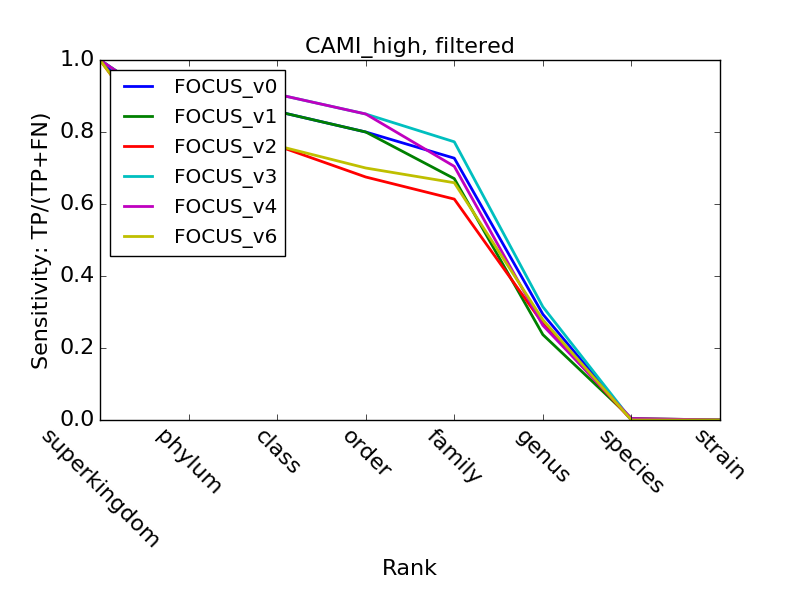 CAMI_high, filtered
Sensitivity: TP/(TP+FN)
1.0
0.8
0.6
0.4
0.2
0.0
FOCUS_v0
FOCUS_v1
FOCUS_v2
FOCUS_v3
FOCUS_v4
FOCUS_v6
superkingdom
phylum
class
order
family
genus
species
strain
Rank